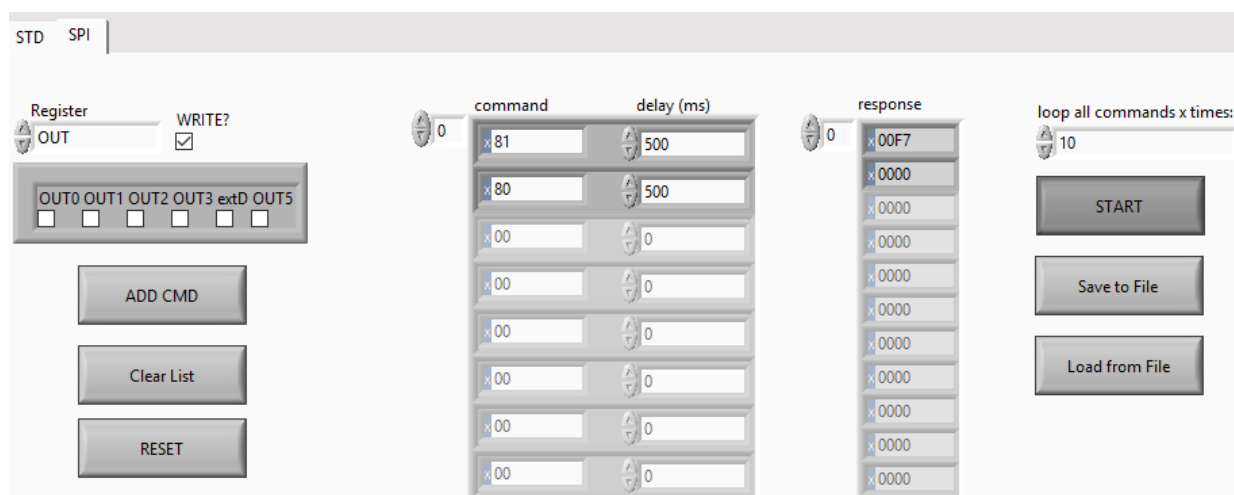 STD SPI
Register
WRITE?
OUT
OUT0 OUT1 OUT2 OUT3 extD OUT5
ADD CMD
Clear List
RESET
0
command delay (ms)
x 81 500
x 80 500
x 00 0
x 00 0
x 00 0
x 00 0
x 00 0
x 00 0
0
response
x 00F7
x 0000
x 0000
x 0000
x 0000
x 0000
x 0000
x 0000
x 0000
x 0000
x 0000
loop all commands x times:
10
START
Save to File
Load from File